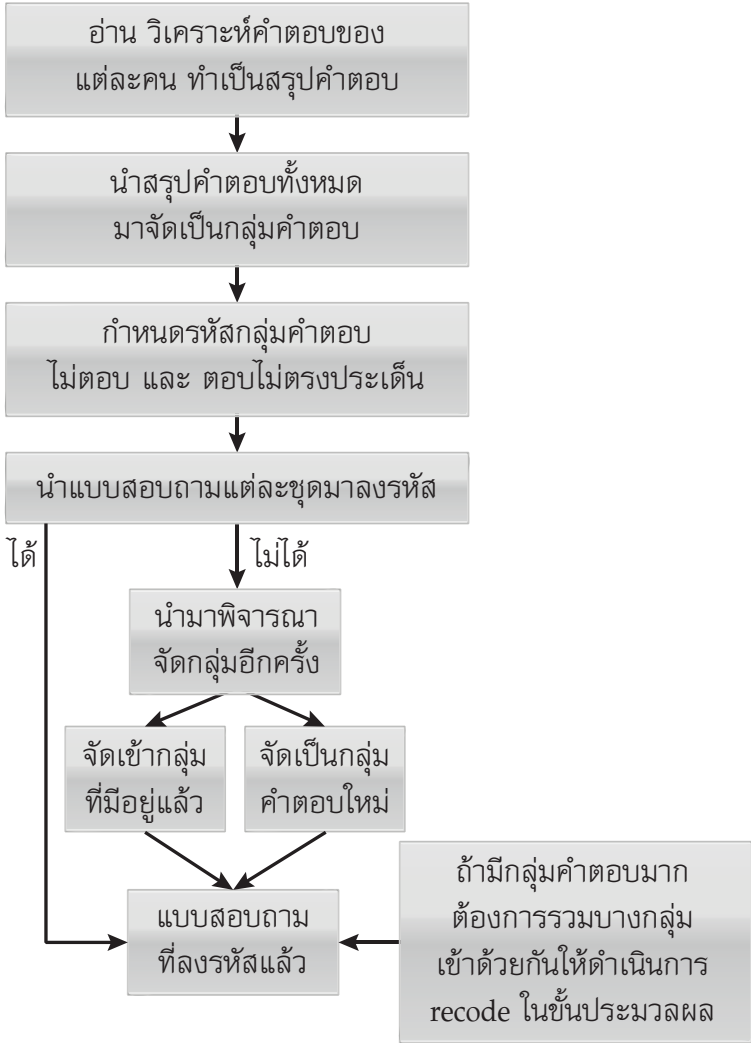 อ่าน วิเคราะห์คำตอบของ
แต่ละคน ทำเป็นสรุปคำตอบ
นำสรุปคำตอบทั้งหมด
มาจัดเป็นกลุ่มคำตอบ
กำหนดรหัสกลุ่มคำตอบ
ไม่ตอบ และ ตอบไม่ตรงประเด็น
นำแบบสอบถามแต่ละชุดมาลงรหัส
ได้
ไม่ได้
นำมาพิจารณา
จัดกลุ่มอีกครั้ง
จัดเข้ากลุ่ม
ที่มีอยู่แล้ว
จัดเป็นกลุ่ม
คำตอบใหม่
แบบสอบถาม
ที่ลงรหัสแล้ว
ถ้ามีกลุ่มคำตอบมาก
ต้องการรวมบางกลุ่ม
เข้าด้วยกันให้ดำเนินการ
recode ในขั้นประมวลผล